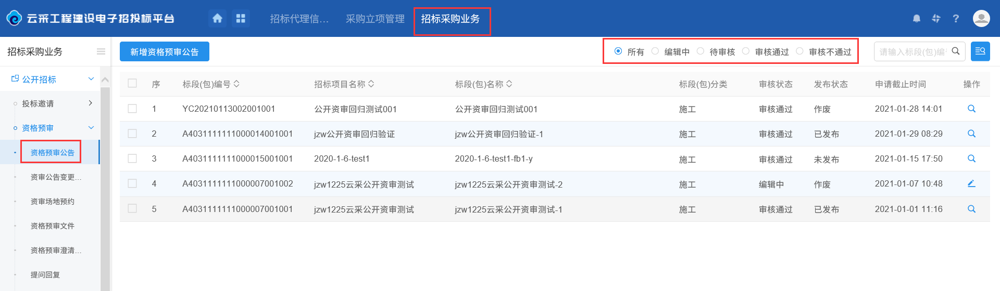 云采工程建设电子招投标平台
招标代理信...
采购立项管理
招标采购业务
?
招标采购业务
新增资格预审公告
所有 编辑中 待审核 审核通过 审核不通过
请输入标段(包)编
公开招标
投标邀请
资格预审
资格预审公告
资审公告变更...
资审场地预约
资格预审文件
资格预审澄清...
提问回复
序 标段(包)编号 招标项目名称 标段(包)名称 标段(包)分类 审核状态 发布状态 申请截止时间 操作
1 YC20210113002001001 公开资审回归测试001 公开资审回归测试001 施工 审核通过 作废 2021-01-28 14:01
2 A4031111111000014001001 jzw公开资审回归验证 jzw公开资审回归验证-1 施工 审核通过 已发布 2021-01-29 08:29
3 A4031111111000015001001 2020-1-6-test1 2020-1-6-test1-fb1-y 施工 审核通过 未发布 2021-01-15 17:50
4 A4031111111000007001002 jzw1225云采公开资审测试 jzw1225云采公开资审测试-2 施工 编辑中 作废 2021-01-07 10:48
5 A4031111111000007001001 jzw1225云采公开资审测试 jzw1225云采公开资审测试-1 施工 审核通过 已发布 2021-01-01 11:16